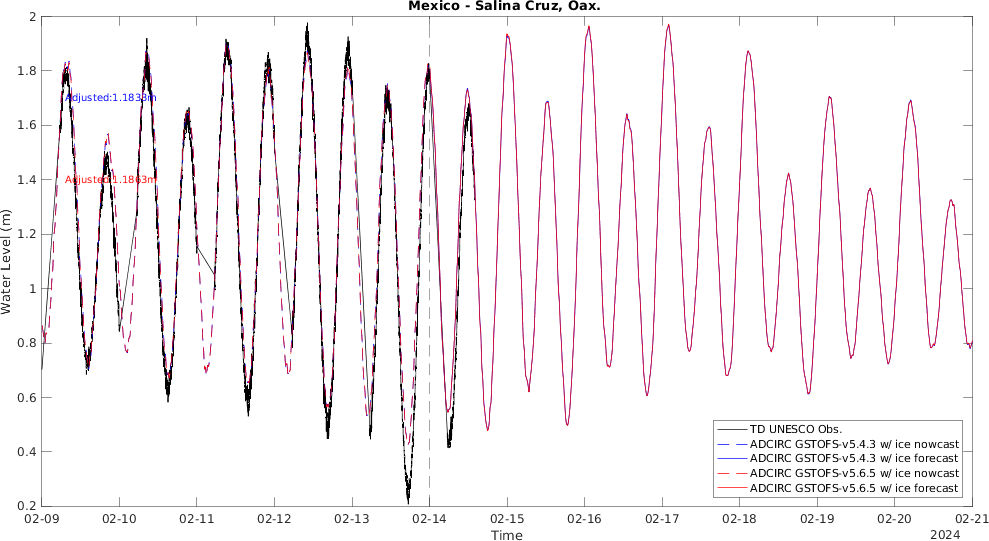 Mexico - Salina Cruz, Oax.
2
1.8
Adjusted:1.1833m
1.6
1.4
Adjusted:1.1863m
1.2
Water Level (m)
1
0.8
0.6
0.4
0.2
TD UNESCO Obs.
ADCIRC GSTOFS-v5.4.3 w/ ice nowcast
ADCIRC GSTOFS-v5.4.3 w/ ice forecast
ADCIRC GSTOFS-v5.6.5 w/ ice nowcast
ADCIRC GSTOFS-v5.6.5 w/ ice forecast
02-09 02-10 02-11 02-12 02-13 02-14 02-15 02-16 02-17 02-18 02-19 02-20 02-21
Time
2024